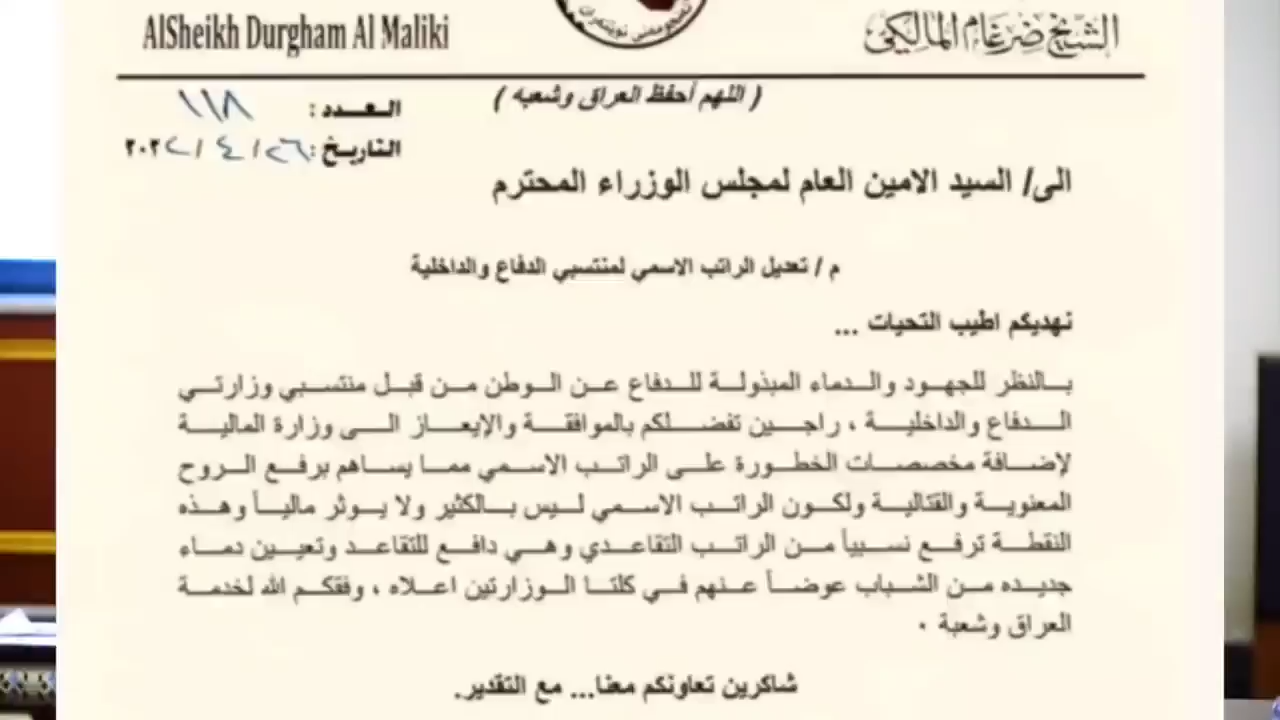 AlSheikh Durgham Al Maliki
الشيخ ضرغام المالكي
( اللهم أحفظ العراق وشعبة )
العدد : ١١٨
التاريخ : ٢٦ / ٤ / ٢٠٢٢
الى/ السيد الامين العام لمجلس الوزراء المحترم
م / تعديل الراتب الاسمي لمنتسبي الدفاع والداخلية
نهديكم اطيب التحيات ...
بالنظر للجهود والدماء المبذولة للدفاع عن الوطن من قبل منتسبي وزارتي
الدفاع والداخلية ، راجين تفضلكم بالموافقة والإيعاز الى وزارة المالية
لإضافة مخصصات الخطورة على الراتب الاسمي مما يساهم برفع الروح
المعنوية والقتالية ولكون الراتب الاسمي ليس بالكثير ولا يوثر مالياً وهذه
النقطة ترفع نسبياً من الراتب التقاعدي وهي دافع للتقاعد وتعيين دماء
جديده من الشباب عوضاً عنهم في كلتا الوزارتين اعلاه ، وفقكم الله لخدمة
العراق وشعبة ٠
شاكرين تعاونكم معنا... مع التقدير.